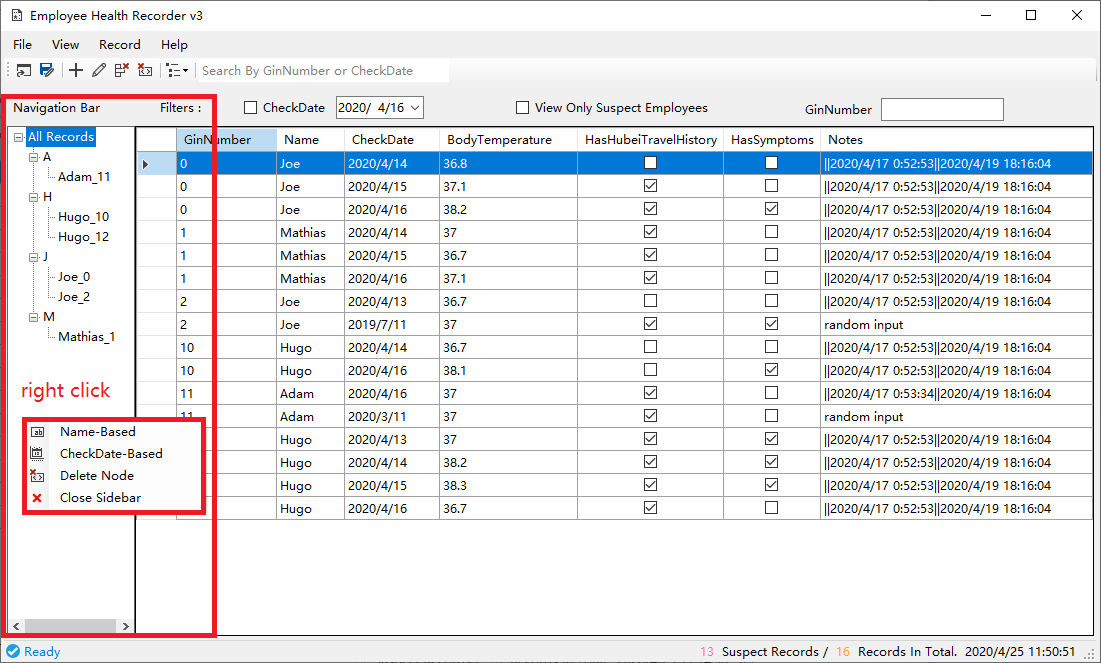 Employee Health Recorder v3
File View Record Help
Search By GinNumber or CheckDate
Navigation Bar Filters : CheckDate 2020/ 4/16 View Only Suspect Employees GinNumber
All Records
A
Adam_11
H
Hugo_10
Hugo_12
J
Joe_0
Joe_2
M
Mathias_1
right click
Name-Based
CheckDate-Based
Delete Node
Close Sidebar
GinNumber Name CheckDate BodyTemperature HasHubeiTravelHistory HasSymptoms Notes
0 Joe 2020/4/14 36.8 ||2020/4/17 0:52:53||2020/4/19 18:16:04
0 Joe 2020/4/15 37.1 ||2020/4/17 0:52:53||2020/4/19 18:16:04
0 Joe 2020/4/16 38.2 ||2020/4/17 0:52:53||2020/4/19 18:16:04
1 Mathias 2020/4/14 37 ||2020/4/17 0:52:53||2020/4/19 18:16:04
1 Mathias 2020/4/15 36.7 ||2020/4/17 0:52:53||2020/4/19 18:16:04
1 Mathias 2020/4/16 37.1 ||2020/4/17 0:52:53||2020/4/19 18:16:04
2 Joe 2020/4/13 36.7 ||2020/4/17 0:52:53||2020/4/19 18:16:04
2 Joe 2019/7/11 37 random input
10 Hugo 2020/4/14 36.7 ||2020/4/17 0:52:53||2020/4/19 18:16:04
10 Hugo 2020/4/16 38.1 ||2020/4/17 0:52:53||2020/4/19 18:16:04
11 Adam 2020/4/16 37 ||2020/4/17 0:53:34||2020/4/19 18:16:04
11 Adam 2020/3/11 37 random input
Hugo 2020/4/13 37 ||2020/4/17 0:52:53||2020/4/19 18:16:04
Hugo 2020/4/14 38.2 ||2020/4/17 0:52:53||2020/4/19 18:16:04
Hugo 2020/4/15 38.3 ||2020/4/17 0:52:53||2020/4/19 18:16:04
Hugo 2020/4/16 36.7 ||2020/4/17 0:52:53||2020/4/19 18:16:04
Ready 13 Suspect Records / 16 Records In Total. 2020/4/25 11:50:51